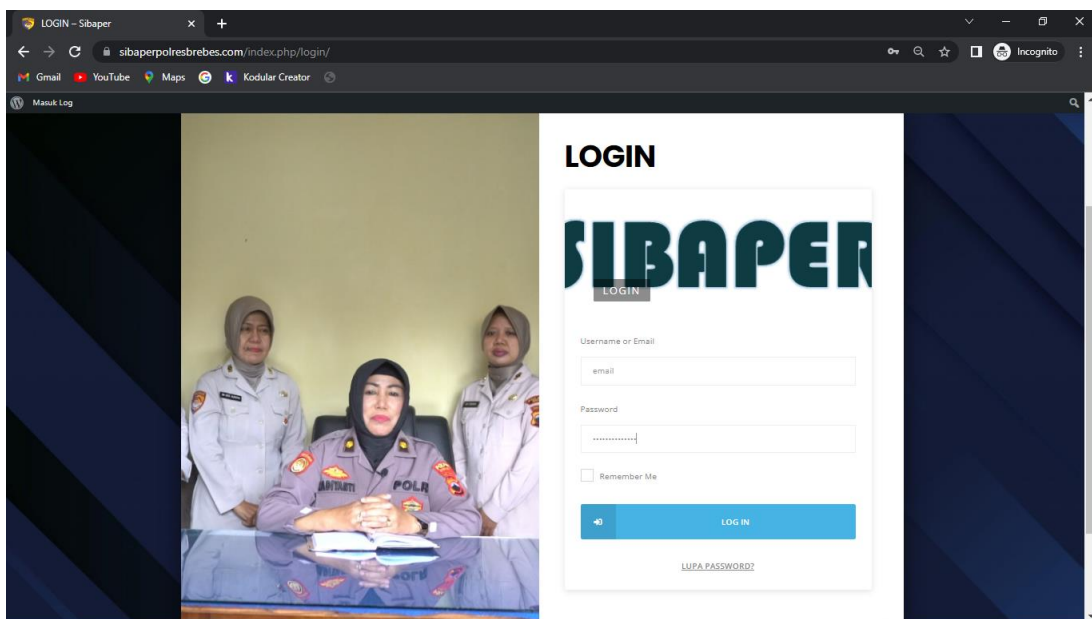 LOGIN – Sibaper
sibaperpolresbrebes.com/index.php/login/
Incognito
Gmail YouTube Maps Kodular Creator
Masuk Log
LOGIN
SIBAPER
LOGIN
Username or Email
email
Password
Remember Me
LOG IN
LUPA PASSWORD?
POLRI